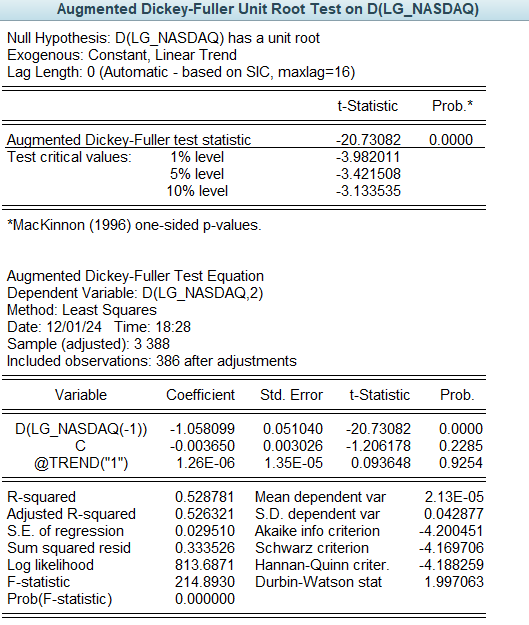 Augmented Dickey-Fuller Unit Root Test on D(LG_NASDAQ)
Null Hypothesis: D(LG_NASDAQ) has a unit root
Exogenous: Constant, Linear Trend
Lag Length: 0 (Automatic - based on SIC, maxlag=16)
t-Statistic Prob.*
Augmented Dickey-Fuller test statistic -20.73082 0.0000
Test critical values: 1% level -3.982011
5% level -3.421508
10% level -3.133535
*MacKinnon (1996) one-sided p-values.
Augmented Dickey-Fuller Test Equation
Dependent Variable: D(LG_NASDAQ,2)
Method: Least Squares
Date: 12/01/24 Time: 18:28
Sample (adjusted): 3 388
Included observations: 386 after adjustments
Variable Coefficient Std. Error t-Statistic Prob.
D(LG_NASDAQ(-1)) -1.058099 0.051040 -20.73082 0.0000
C -0.003650 0.003026 -1.206178 0.2285
@TREND("1") 1.26E-06 1.35E-05 0.093648 0.9254
R-squared 0.528781 Mean dependent var 2.13E-05
Adjusted R-squared 0.526321 S.D. dependent var 0.042877
S.E. of regression 0.029510 Akaike info criterion -4.200451
Sum squared resid 0.333526 Schwarz criterion -4.169706
Log likelihood 813.6871 Hannan-Quinn criter. -4.188259
F-statistic 214.8930 Durbin-Watson stat 1.997063
Prob(F-statistic) 0.000000